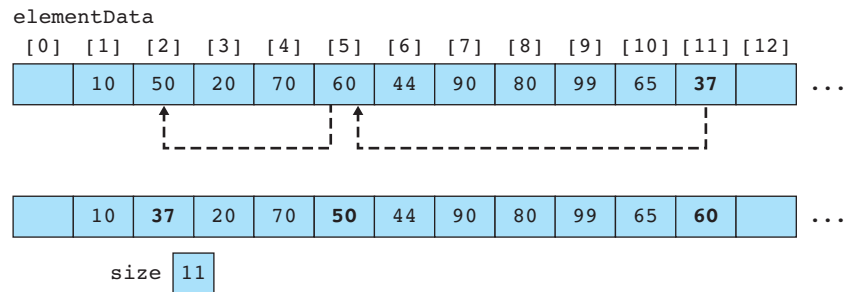 elementData
[0] [1] [2] [3] [4] [5] [6] [7] [8] [9] [10] [11] [12]
10 50 20 70 60 44 90 80 99 65 37 ...
10 37 20 70 50 44 90 80 99 65 60 ...
size 11